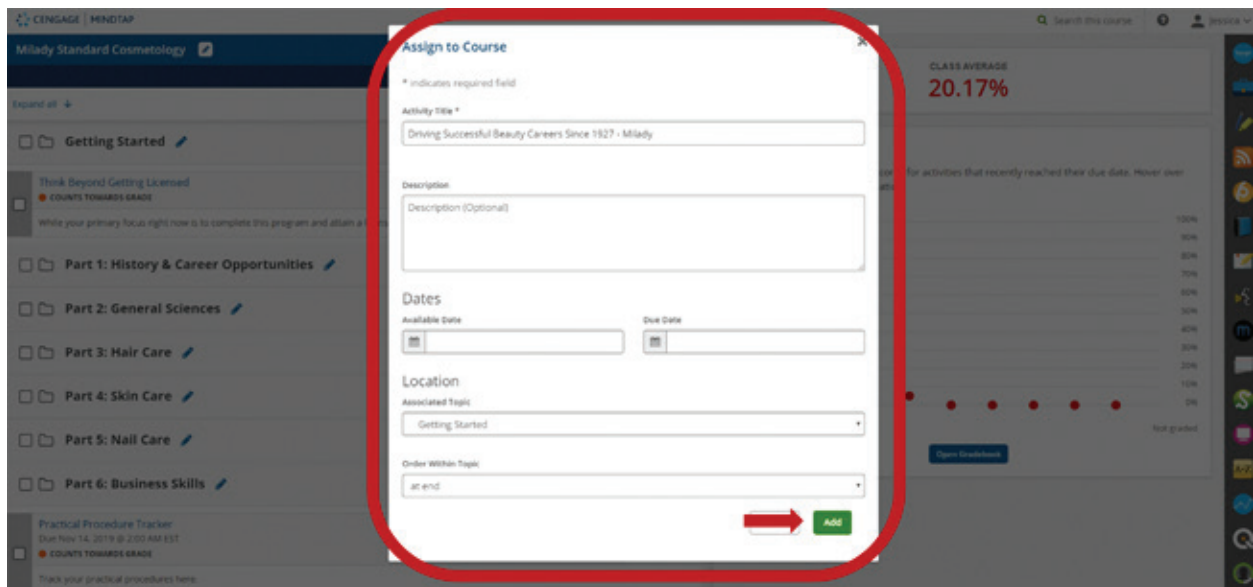 CENGAGE | MINDTAP
Search this course
Jessica
Milady Standard Cosmetology
Expand all
Getting Started
Think Beyond Getting Licensed
COUNTS TOWARDS GRADE
While your primary focus right now is to complete this program and attain a
Part 1: History & Career Opportunities
Part 2: General Sciences
Part 3: Hair Care
Part 4: Skin Care
Part 5: Nail Care
Part 6: Business Skills
Practical Procedure Tracker
Due Nov 14, 2019 @ 2:00 AM EST
COUNTS TOWARDS GRADE
Track your practical procedures here.
Assign to Course
* indicates required field
Activity Title *
Driving Successful Beauty Careers Since 1927 - Milady
Description
Description (Optional)
Dates
Available Date
Due Date
Location
Associated Topic
Getting Started
Order Within Topic
at end
Add
CLASS AVERAGE
20.17%
for activities that recently reached their due date. Hover over
100%
90%
80%
70%
60%
50%
40%
30%
20%
10%
0%
Not graded
Open Gradebook
A-Z